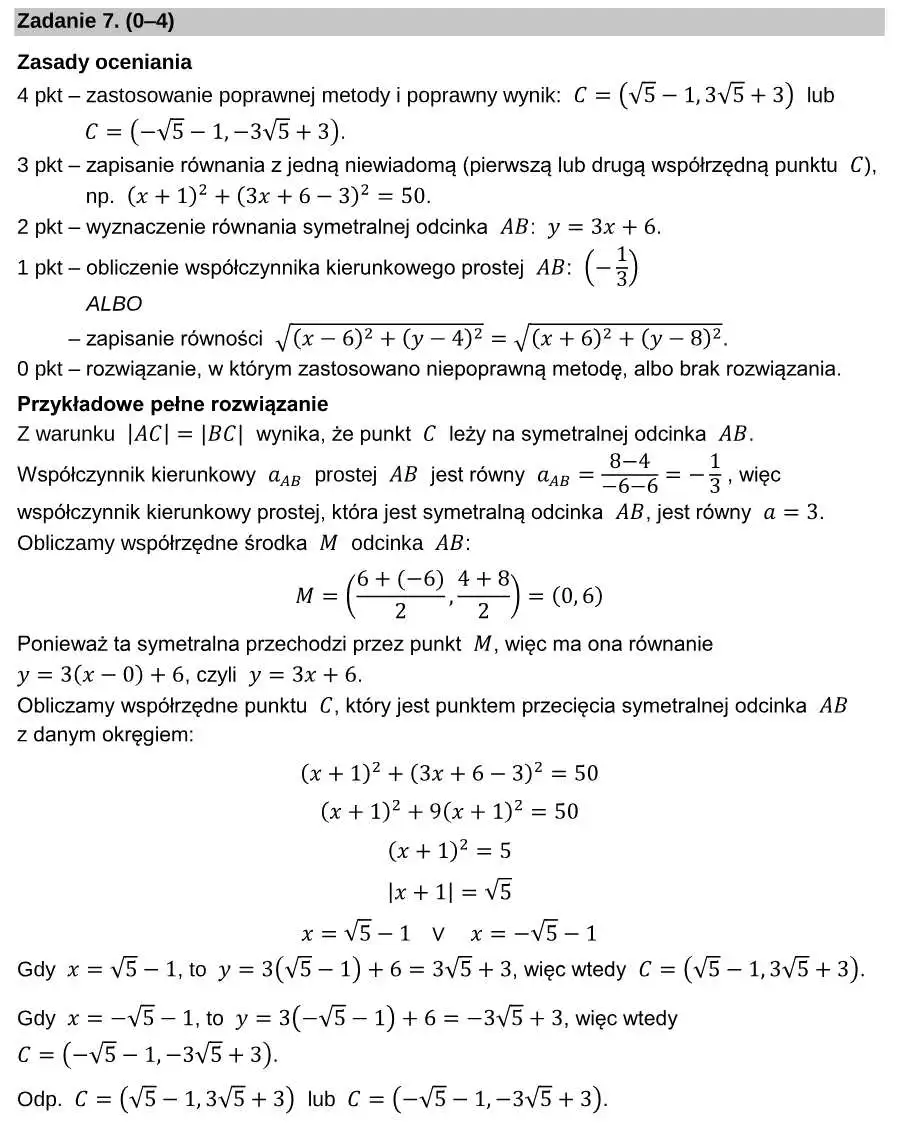 Zadanie 7. (0–4)
Zasady oceniania
4 pkt – zastosowanie poprawnej metody i poprawny wynik: C = (√5 − 1, 3√5 + 3) lub
C = (−√5 − 1, −3√5 + 3).
3 pkt – zapisanie równania z jedną niewiadomą (pierwszą lub drugą współrzędną punktu C),
np. (x + 1)² + (3x + 6 − 3)² = 50.
2 pkt – wyznaczenie równania symetralnej odcinka AB: y = 3x + 6.
1 pkt – obliczenie współczynnika kierunkowego prostej AB: (−1/3)
ALBO
– zapisanie równości √((x − 6)² + (y − 4)²) = √((x + 6)² + (y − 8)²).
0 pkt – rozwiązanie, w którym zastosowano niepoprawną metodę, albo brak rozwiązania.
Przykładowe pełne rozwiązanie
Z warunku |AC| = |BC| wynika, że punkt C leży na symetralnej odcinka AB.
Współczynnik kierunkowy a_AB prostej AB jest równy a_AB = (8−4)/(−6−6) = −1/3, więc
współczynnik kierunkowy prostej, która jest symetralną odcinka AB, jest równy a = 3.
Obliczamy współrzędne środka M odcinka AB:
M = ((6 + (−6))/2, (4 + 8)/2) = (0, 6)
Ponieważ ta symetralna przechodzi przez punkt M, więc ma ona równanie
y = 3(x − 0) + 6, czyli y = 3x + 6.
Obliczamy współrzędne punktu C, który jest punktem przecięcia symetralnej odcinka AB
z danym okręgiem:
(x + 1)² + (3x + 6 − 3)² = 50
(x + 1)² + 9(x + 1)² = 50
(x + 1)² = 5
|x + 1| = √5
x = √5 − 1 ∨ x = −√5 − 1
Gdy x = √5 − 1, to y = 3(√5 − 1) + 6 = 3√5 + 3, więc wtedy C = (√5 − 1, 3√5 + 3).
Gdy x = −√5 − 1, to y = 3(−√5 − 1) + 6 = −3√5 + 3, więc wtedy
C = (−√5 − 1, −3√5 + 3).
Odp. C = (√5 − 1, 3√5 + 3) lub C = (−√5 − 1, −3√5 + 3).